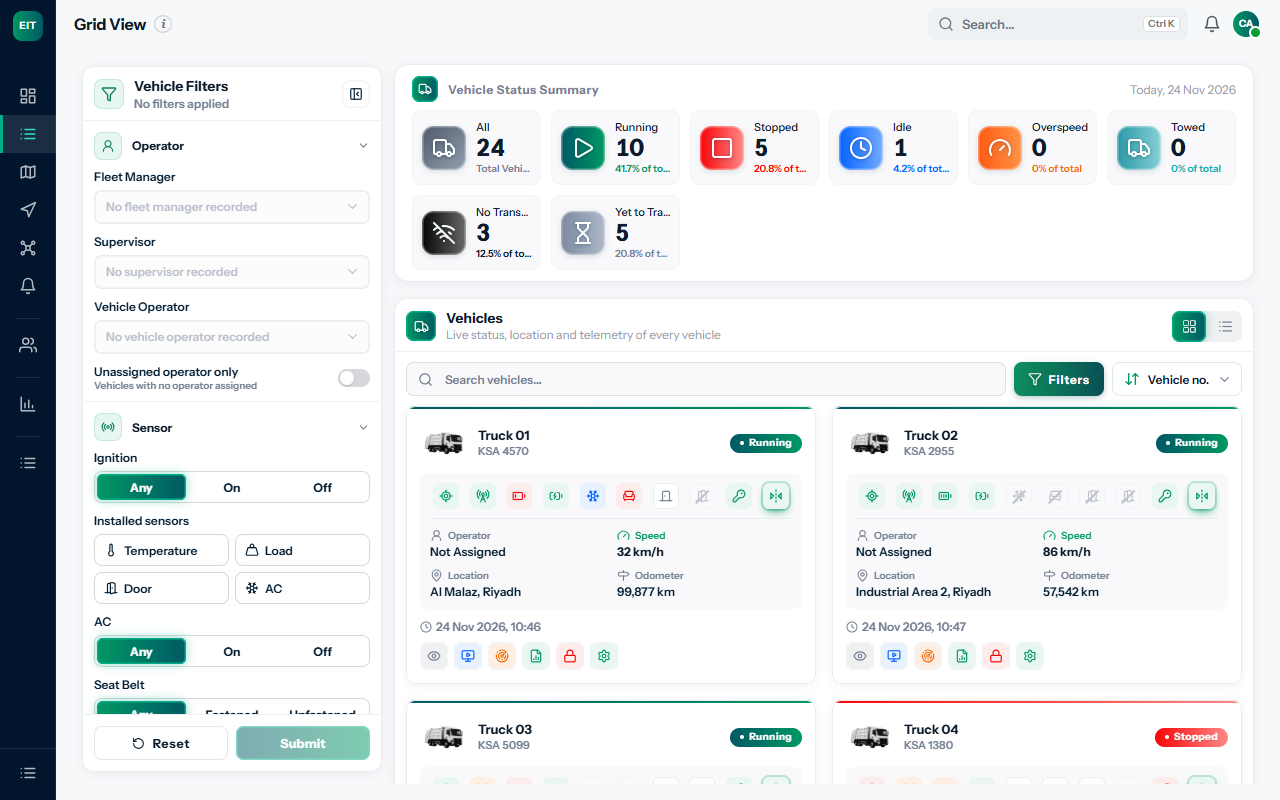 EIT
Grid View
Search...
Ctrl K
CA
Vehicle Filters
No filters applied
Operator
Fleet Manager
No fleet manager recorded
Supervisor
No supervisor recorded
Vehicle Operator
No vehicle operator recorded
Unassigned operator only
Vehicles with no operator assigned
Sensor
Ignition
Any On Off
Installed sensors
Temperature Load
Door AC
AC
Any On Off
Seat Belt
Any Fastened Unfastened
Reset Submit
Vehicle Status Summary
Today, 24 Nov 2026
All
24
Total Vehi...
Running
10
41.7% of to...
Stopped
5
20.8% of t...
Idle
1
4.2% of tot...
Overspeed
0
0% of total
Towed
0
0% of total
No Trans...
3
12.5% of to...
Yet to Tra...
5
20.8% of t...
Vehicles
Live status, location and telemetry of every vehicle
Search vehicles...
Filters
Vehicle no.
Truck 01
KSA 4570
Running
Operator
Not Assigned
Speed
32 km/h
Location
Al Malaz, Riyadh
Odometer
99,877 km
24 Nov 2026, 10:46
Truck 02
KSA 2955
Running
Operator
Not Assigned
Speed
86 km/h
Location
Industrial Area 2, Riyadh
Odometer
57,542 km
24 Nov 2026, 10:47
Truck 03
KSA 5099
Running
Truck 04
KSA 1380
Stopped